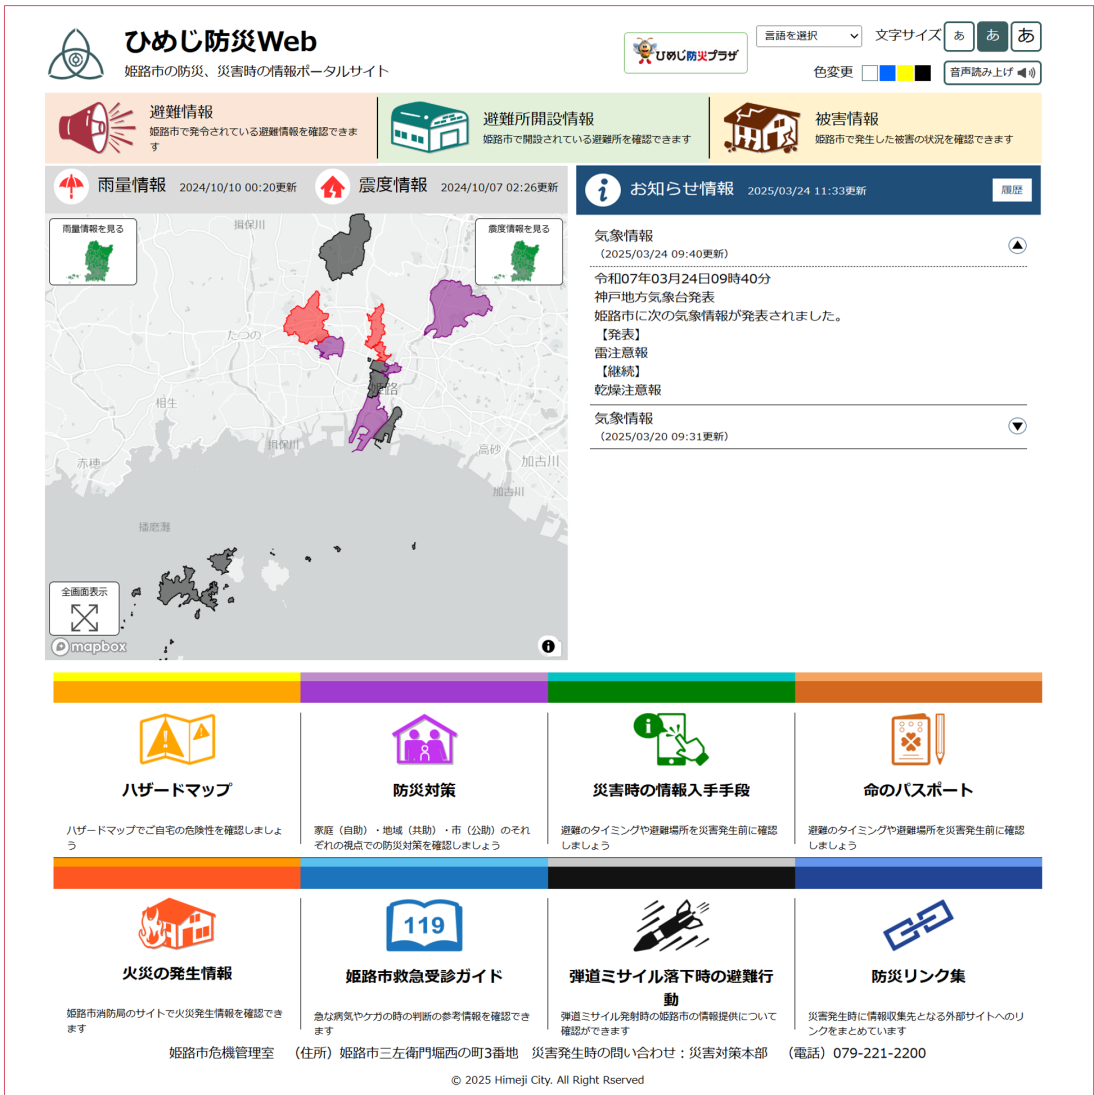 ひめじ防災Web
姫路市の防災、災害時の情報ポータルサイト
ひめじ防災プラザ
言語を選択
文字サイズ
あ
あ
あ
色変更
音声読み上げ
避難情報
姫路市で発令されている避難情報を確認できま
す
避難所開設情報
姫路市で開設されている避難所を確認できます
被害情報
姫路市で発生した被害の状況を確認できます
雨量情報 2024/10/10 00:20更新
震度情報 2024/10/07 02:26更新
お知らせ情報 2025/03/24 11:33更新
履歴
雨量情報を見る
揖保川
震度情報を見る
たつの
姫路
相生
揖保川
赤穂
高砂
加古川
加古川
播磨灘
全画面表示
mapbox
気象情報
（2025/03/24 09:40更新）
令和07年03月24日09時40分
神戸地方気象台発表
姫路市に次の気象情報が発表されました。
【発表】
雷注意報
【継続】
乾燥注意報
気象情報
（2025/03/20 09:31更新）
ハザードマップ
ハザードマップでご自宅の危険性を確認しましょ
う
防災対策
家庭（自助）・地域（共助）・市（公助）のそれ
ぞれの視点での防災対策を確認しましょう
災害時の情報入手手段
避難のタイミングや避難場所を災害発生前に確認
しましょう
命のパスポート
避難のタイミングや避難場所を災害発生前に確認
しましょう
火災の発生情報
姫路市消防局のサイトで火災発生情報を確認でき
ます
119
姫路市救急受診ガイド
急な病気やケガの時の判断の参考情報を確認でき
ます
弾道ミサイル落下時の避難行
動
弾道ミサイル発射時の姫路市の情報提供について
確認ができます
防災リンク集
災害発生時に情報収集先となる外部サイトへのリ
ンクをまとめています
姫路市危機管理室 （住所）姫路市三左衛門堀西の町3番地 災害発生時の問い合わせ：災害対策本部 （電話）079-221-2200
© 2025 Himeji City. All Right Rserved